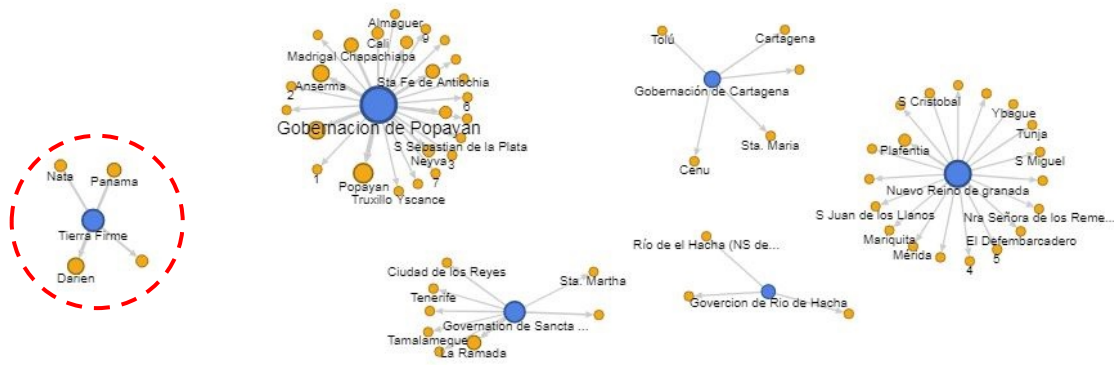 Nata
Panama
Tierra Firme
Darien
Almaguer
9
Cali
Madrigal Chapachiapa
Sta Fe de Antiochia
Anserma
2
6
Gobernacion de Popayan
S Sebastian de la Plata
Neyva
3
1
Popayan
7
Truxillo Yscance
Tolú
Cartagena
Gobernación de Cartagena
Sta. Maria
Cenu
S Cristobal
Ybague
Tunja
Plafentia
S Miguel
Nuevo Reino de granada
S Juan de los Llanos
Nra Señora de los Reme...
Mariquita
El Defembarcadero
Merida
4
5
Ciudad de los Reyes
Sta. Martha
Tenerife
Governation de Sancta ...
Tamalameque
La Ramada
Río de el Hacha (NS de...
Govercion de Rio de Hacha